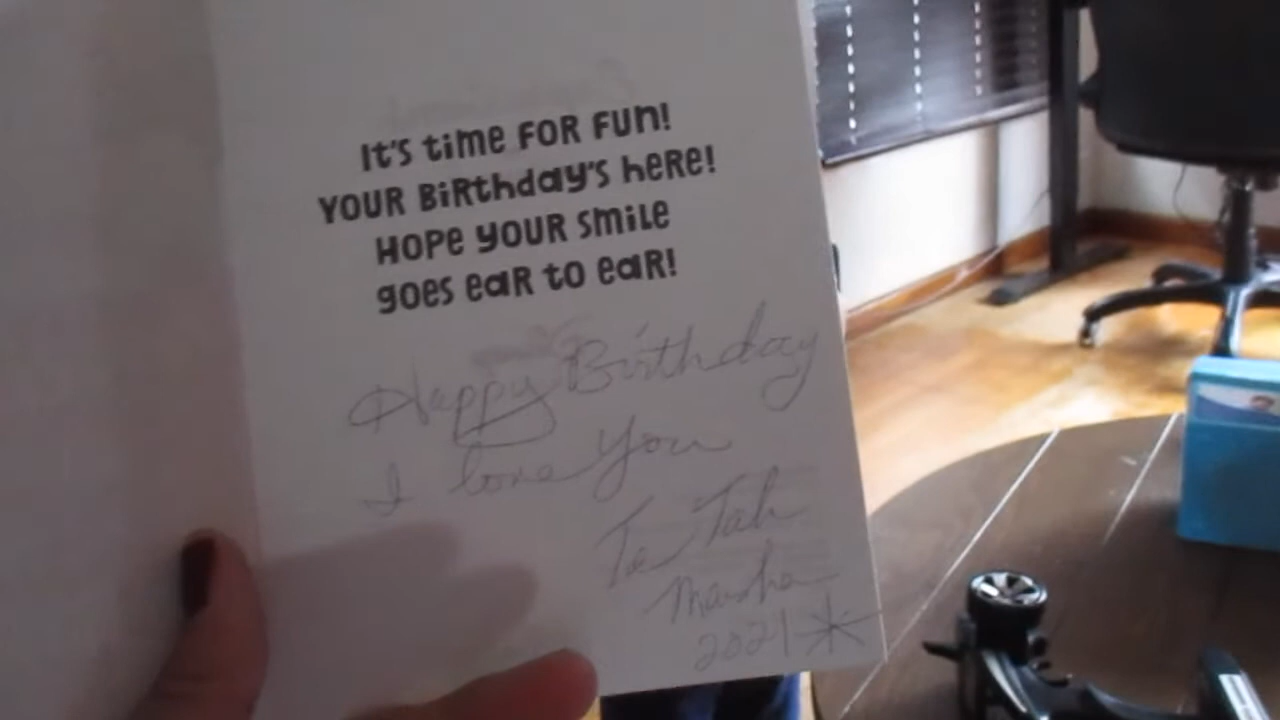 It's time FOR FUN!
YOUR BiRthday's heRe!
HOPe YOUR SmiLe
goes eaR to eaR!
Happy Birthday
I love You
Te Tah
Marsha
2021 *